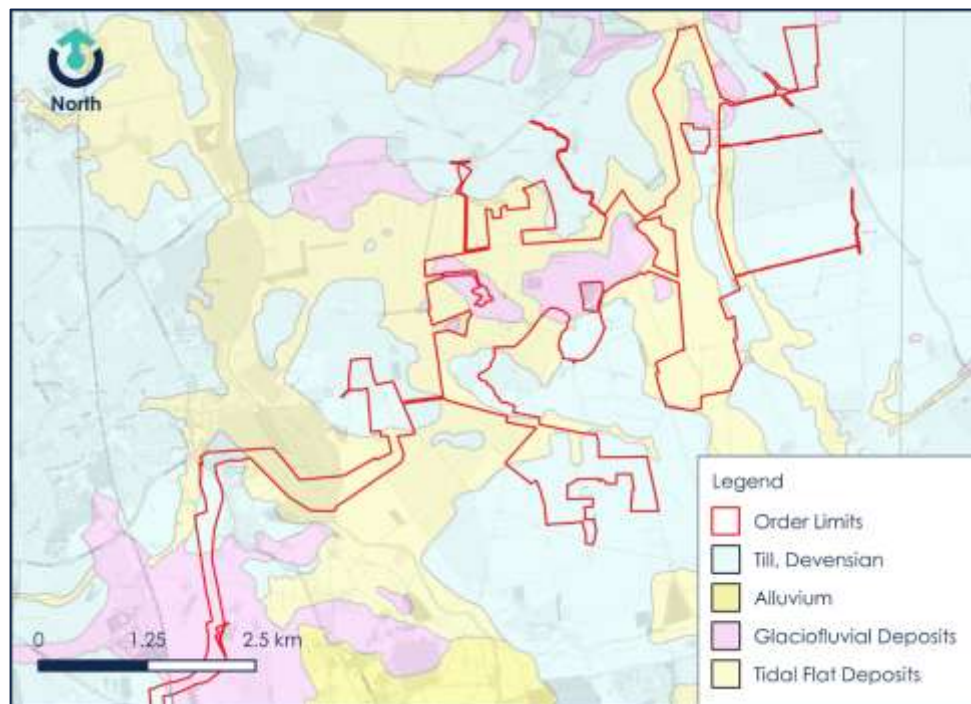 North
Legend
Order Limits
Till, Devensian
Alluvium
Glaciofluvial Deposits
Tidal Flat Deposits
0 1.25 2.5 km